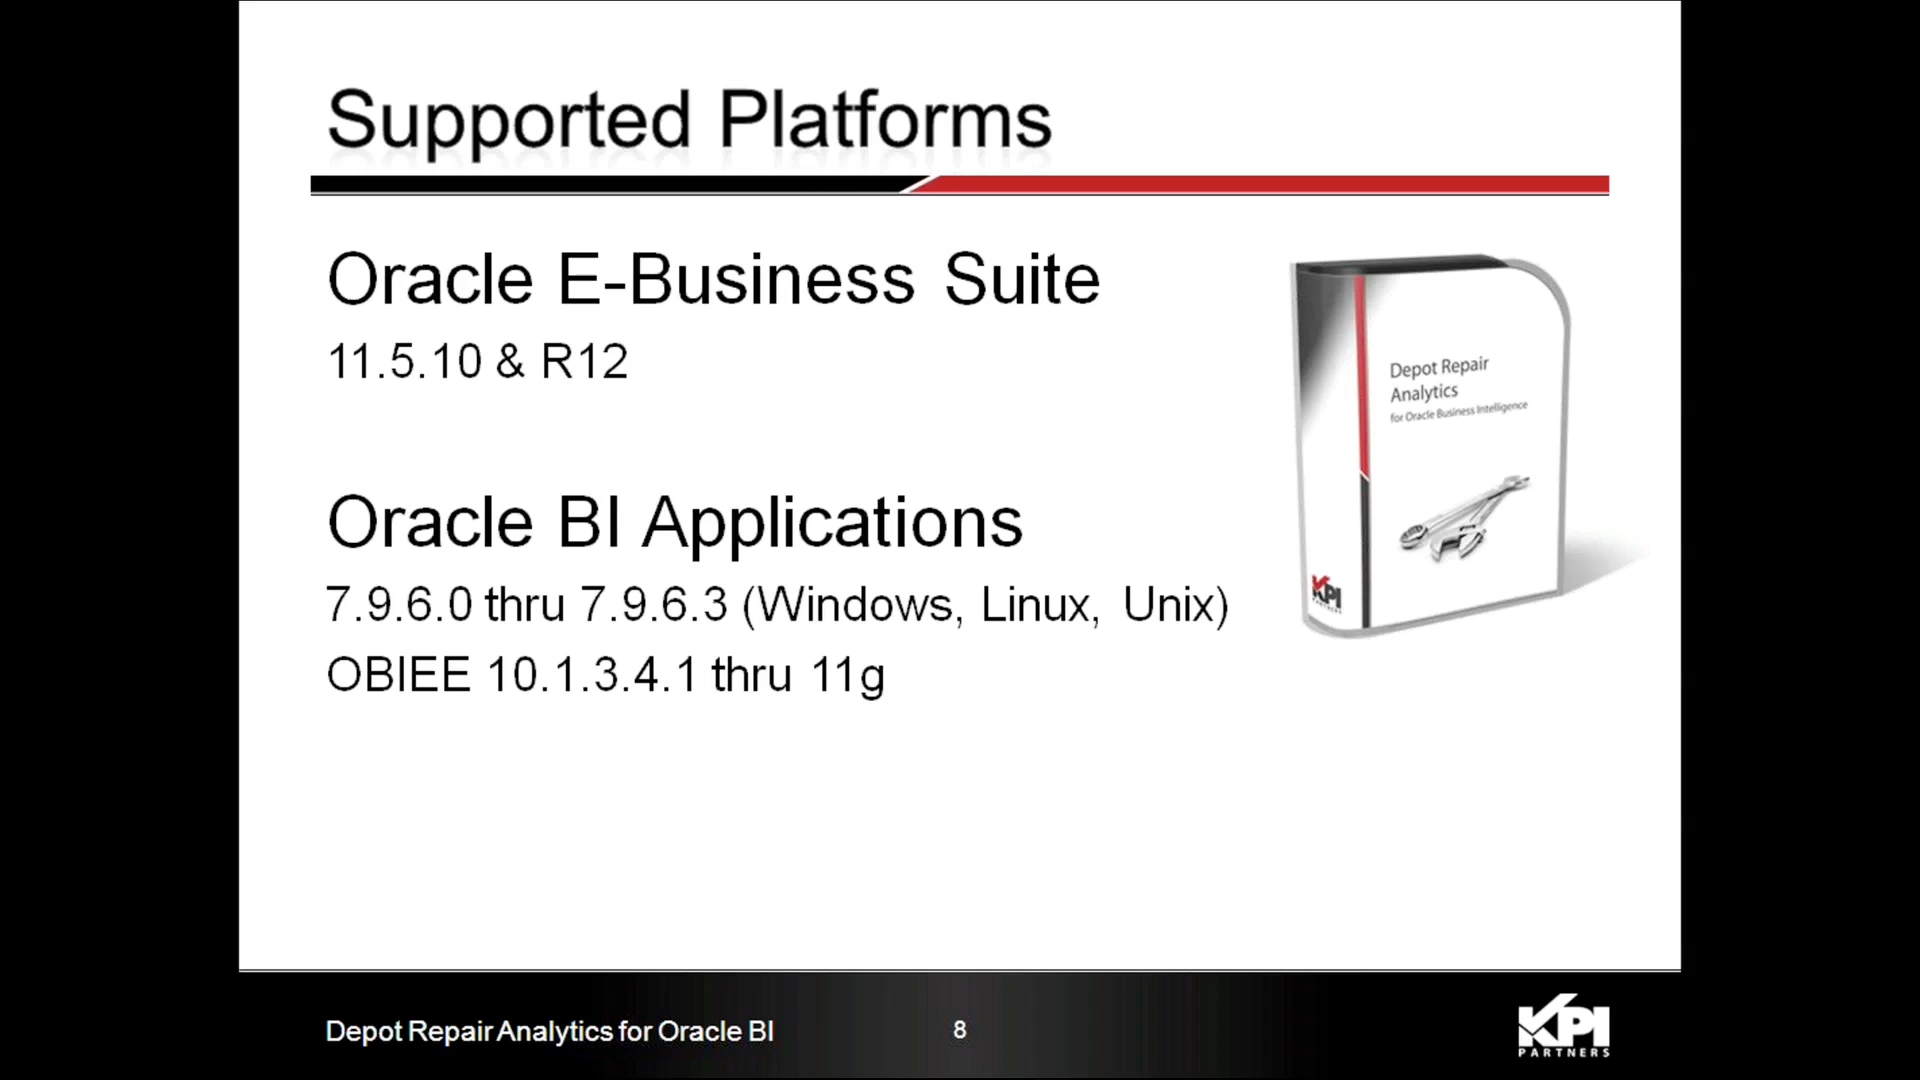 Supported Platforms
Oracle E-Business Suite
11.5.10 & R12
Oracle BI Applications
7.9.6.0 thru 7.9.6.3 (Windows, Linux, Unix)
OBIEE 10.1.3.4.1 thru 11g
Depot Repair
Analytics
for Oracle Business Intelligence
KPI
PARTNERS
Depot Repair Analytics for Oracle BI
8
KPI
PARTNERS